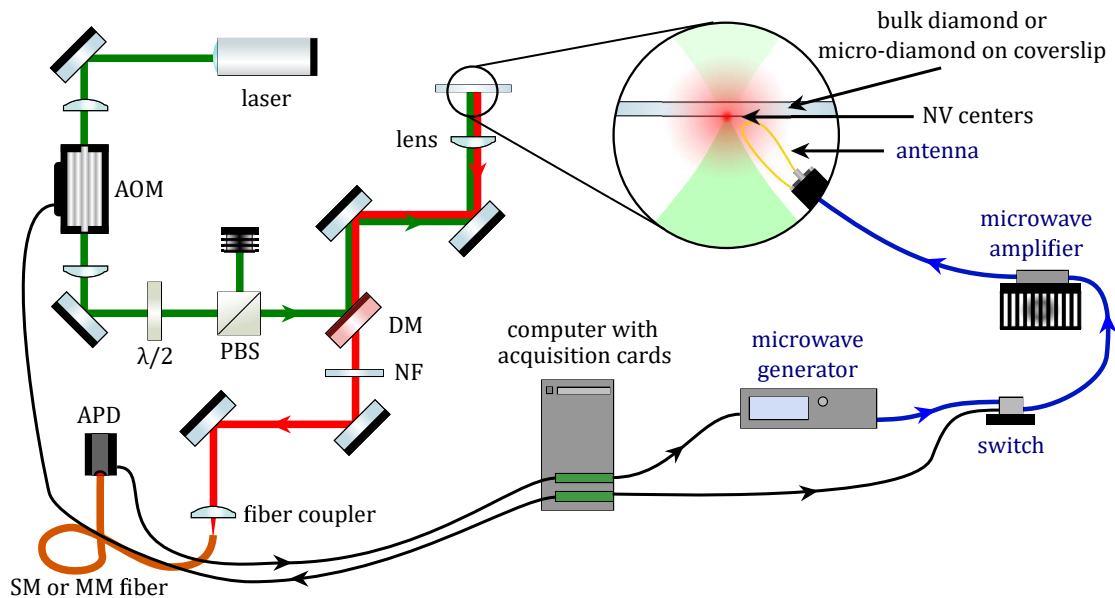 bulk diamond or
micro-diamond on coverslip
laser
NV centers
lens
antenna
AOM
microwave
amplifier
DM
λ/2
PBS
NF
computer with
acquisition cards
microwave
generator
APD
switch
fiber coupler
SM or MM fiber